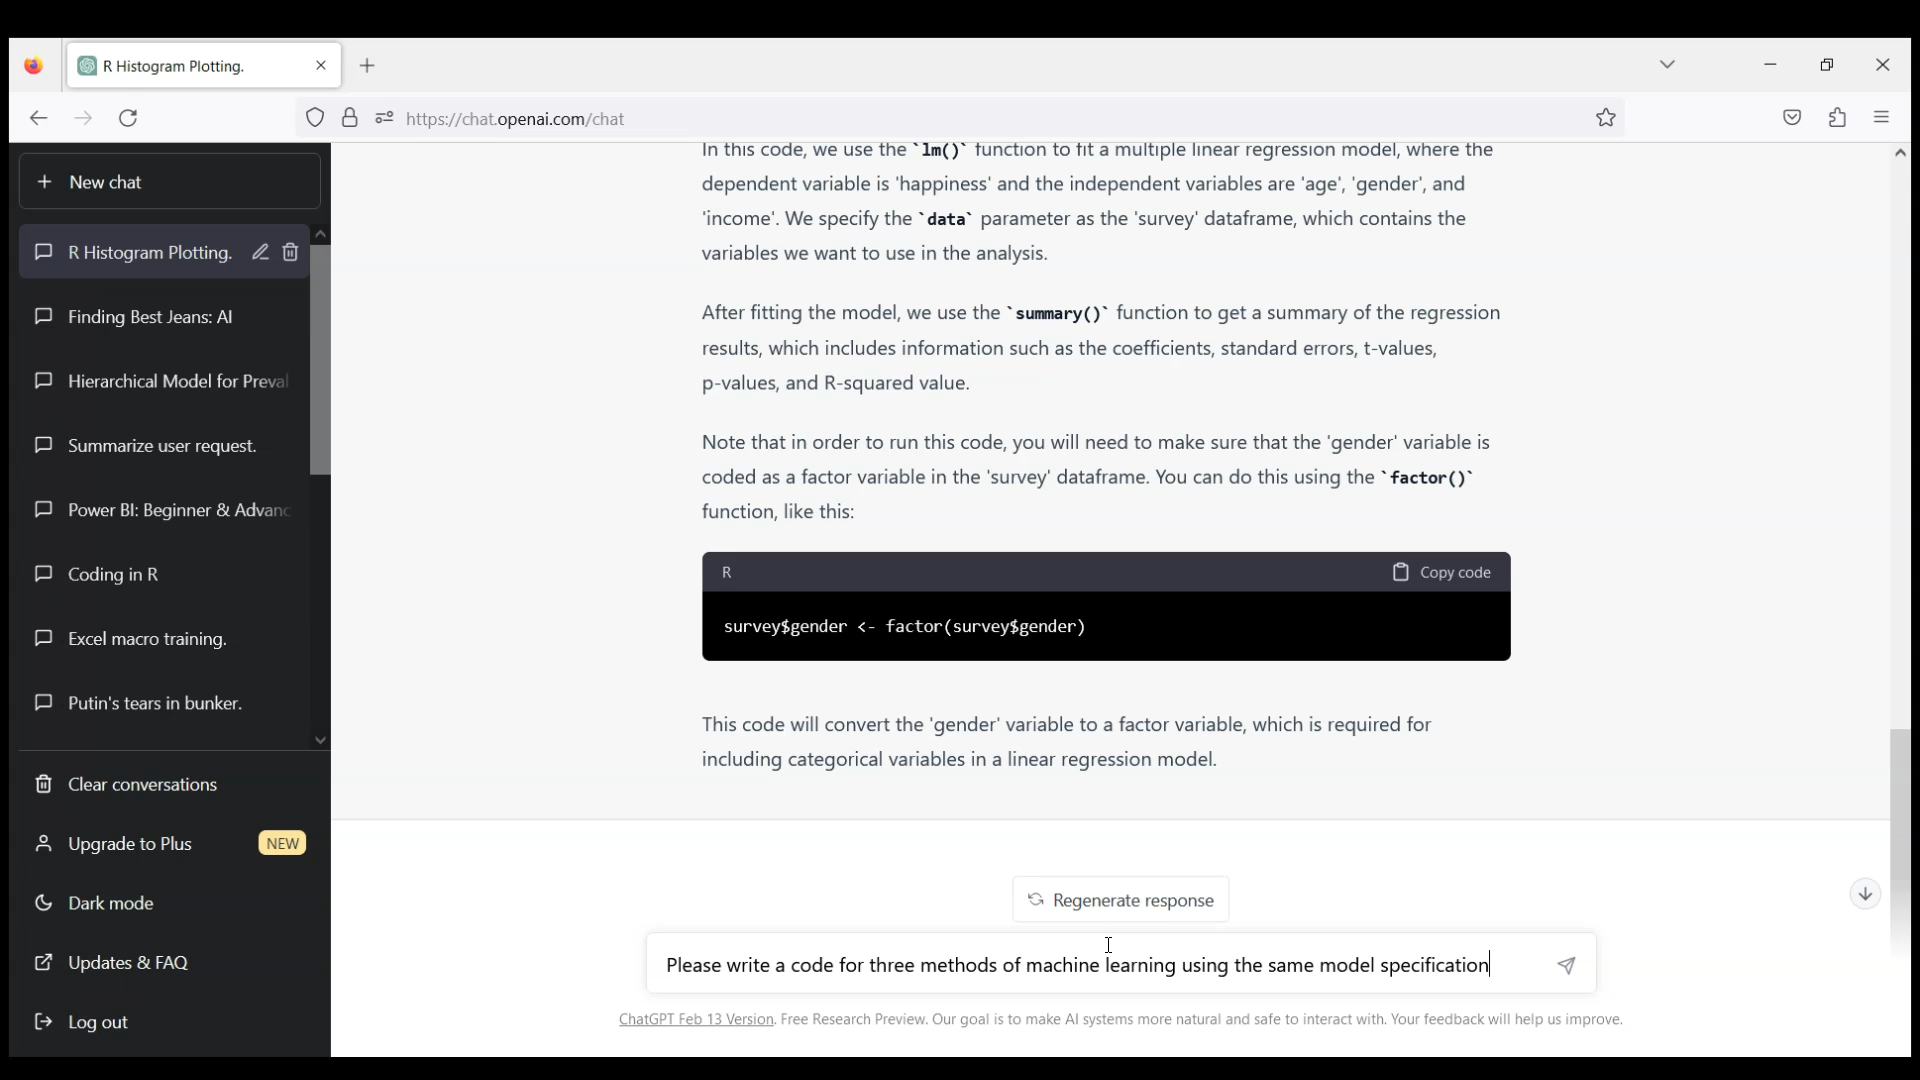 R Histogram Plotting.
https://chat.openai.com/chat
New chat
R Histogram Plotting.
Finding Best Jeans: AI
Hierarchical Model for Preval
Summarize user request.
Power BI: Beginner & Advanc
Coding in R
Excel macro training.
Putin's tears in bunker.
Clear conversations
Upgrade to Plus NEW
Dark mode
Updates & FAQ
Log out
In this code, we use the `lm()` function to fit a multiple linear regression model, where the
dependent variable is 'happiness' and the independent variables are 'age', 'gender', and
'income'. We specify the `data` parameter as the 'survey' dataframe, which contains the
variables we want to use in the analysis.
After fitting the model, we use the `summary()` function to get a summary of the regression
results, which includes information such as the coefficients, standard errors, t-values,
p-values, and R-squared value.
Note that in order to run this code, you will need to make sure that the 'gender' variable is
coded as a factor variable in the 'survey' dataframe. You can do this using the `factor()`
function, like this:
R Copy code
survey$gender <- factor(survey$gender)
This code will convert the 'gender' variable to a factor variable, which is required for
including categorical variables in a linear regression model.
Regenerate response
Please write a code for three methods of machine learning using the same model specification
ChatGPT Feb 13 Version. Free Research Preview. Our goal is to make AI systems more natural and safe to interact with. Your feedback will help us improve.